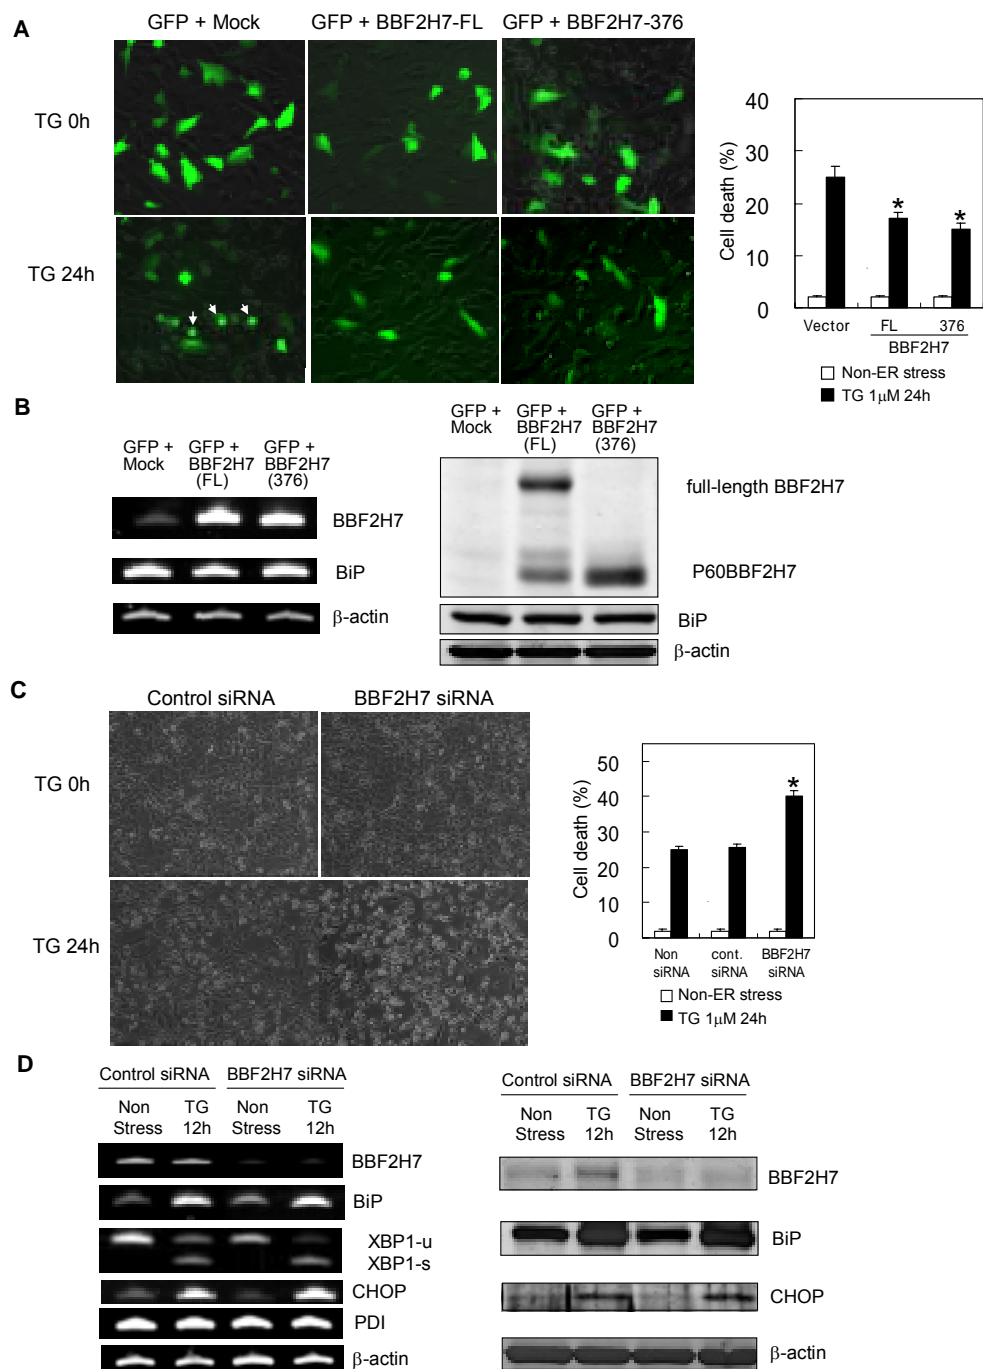 A
GFP + Mock
GFP + BBF2H7-FL
GFP + BBF2H7-376
TG 0h
TG 24h
Cell death (%)
40
30
20
10
0
*
*
Vector
FL
376
BBF2H7
Non-ER stress
TG 1μM 24h
B
GFP +
Mock
GFP +
BBF2H7
(FL)
GFP +
BBF2H7
(376)
BBF2H7
BiP
β-actin
GFP +
Mock
GFP +
BBF2H7
(FL)
GFP +
BBF2H7
(376)
full-length BBF2H7
P60BBF2H7
BiP
β-actin
C
Control siRNA
BBF2H7 siRNA
TG 0h
TG 24h
Cell death (%)
50
40
30
20
10
0
*
Non
siRNA
cont.
siRNA
BBF2H7
siRNA
Non-ER stress
TG 1μM 24h
D
Control siRNA
BBF2H7 siRNA
Non
Stress
TG
12h
Non
Stress
TG
12h
BBF2H7
BiP
XBP1-u
XBP1-s
CHOP
PDI
β-actin
Control siRNA
BBF2H7 siRNA
Non
Stress
TG
12h
Non
Stress
TG
12h
BBF2H7
BiP
CHOP
β-actin